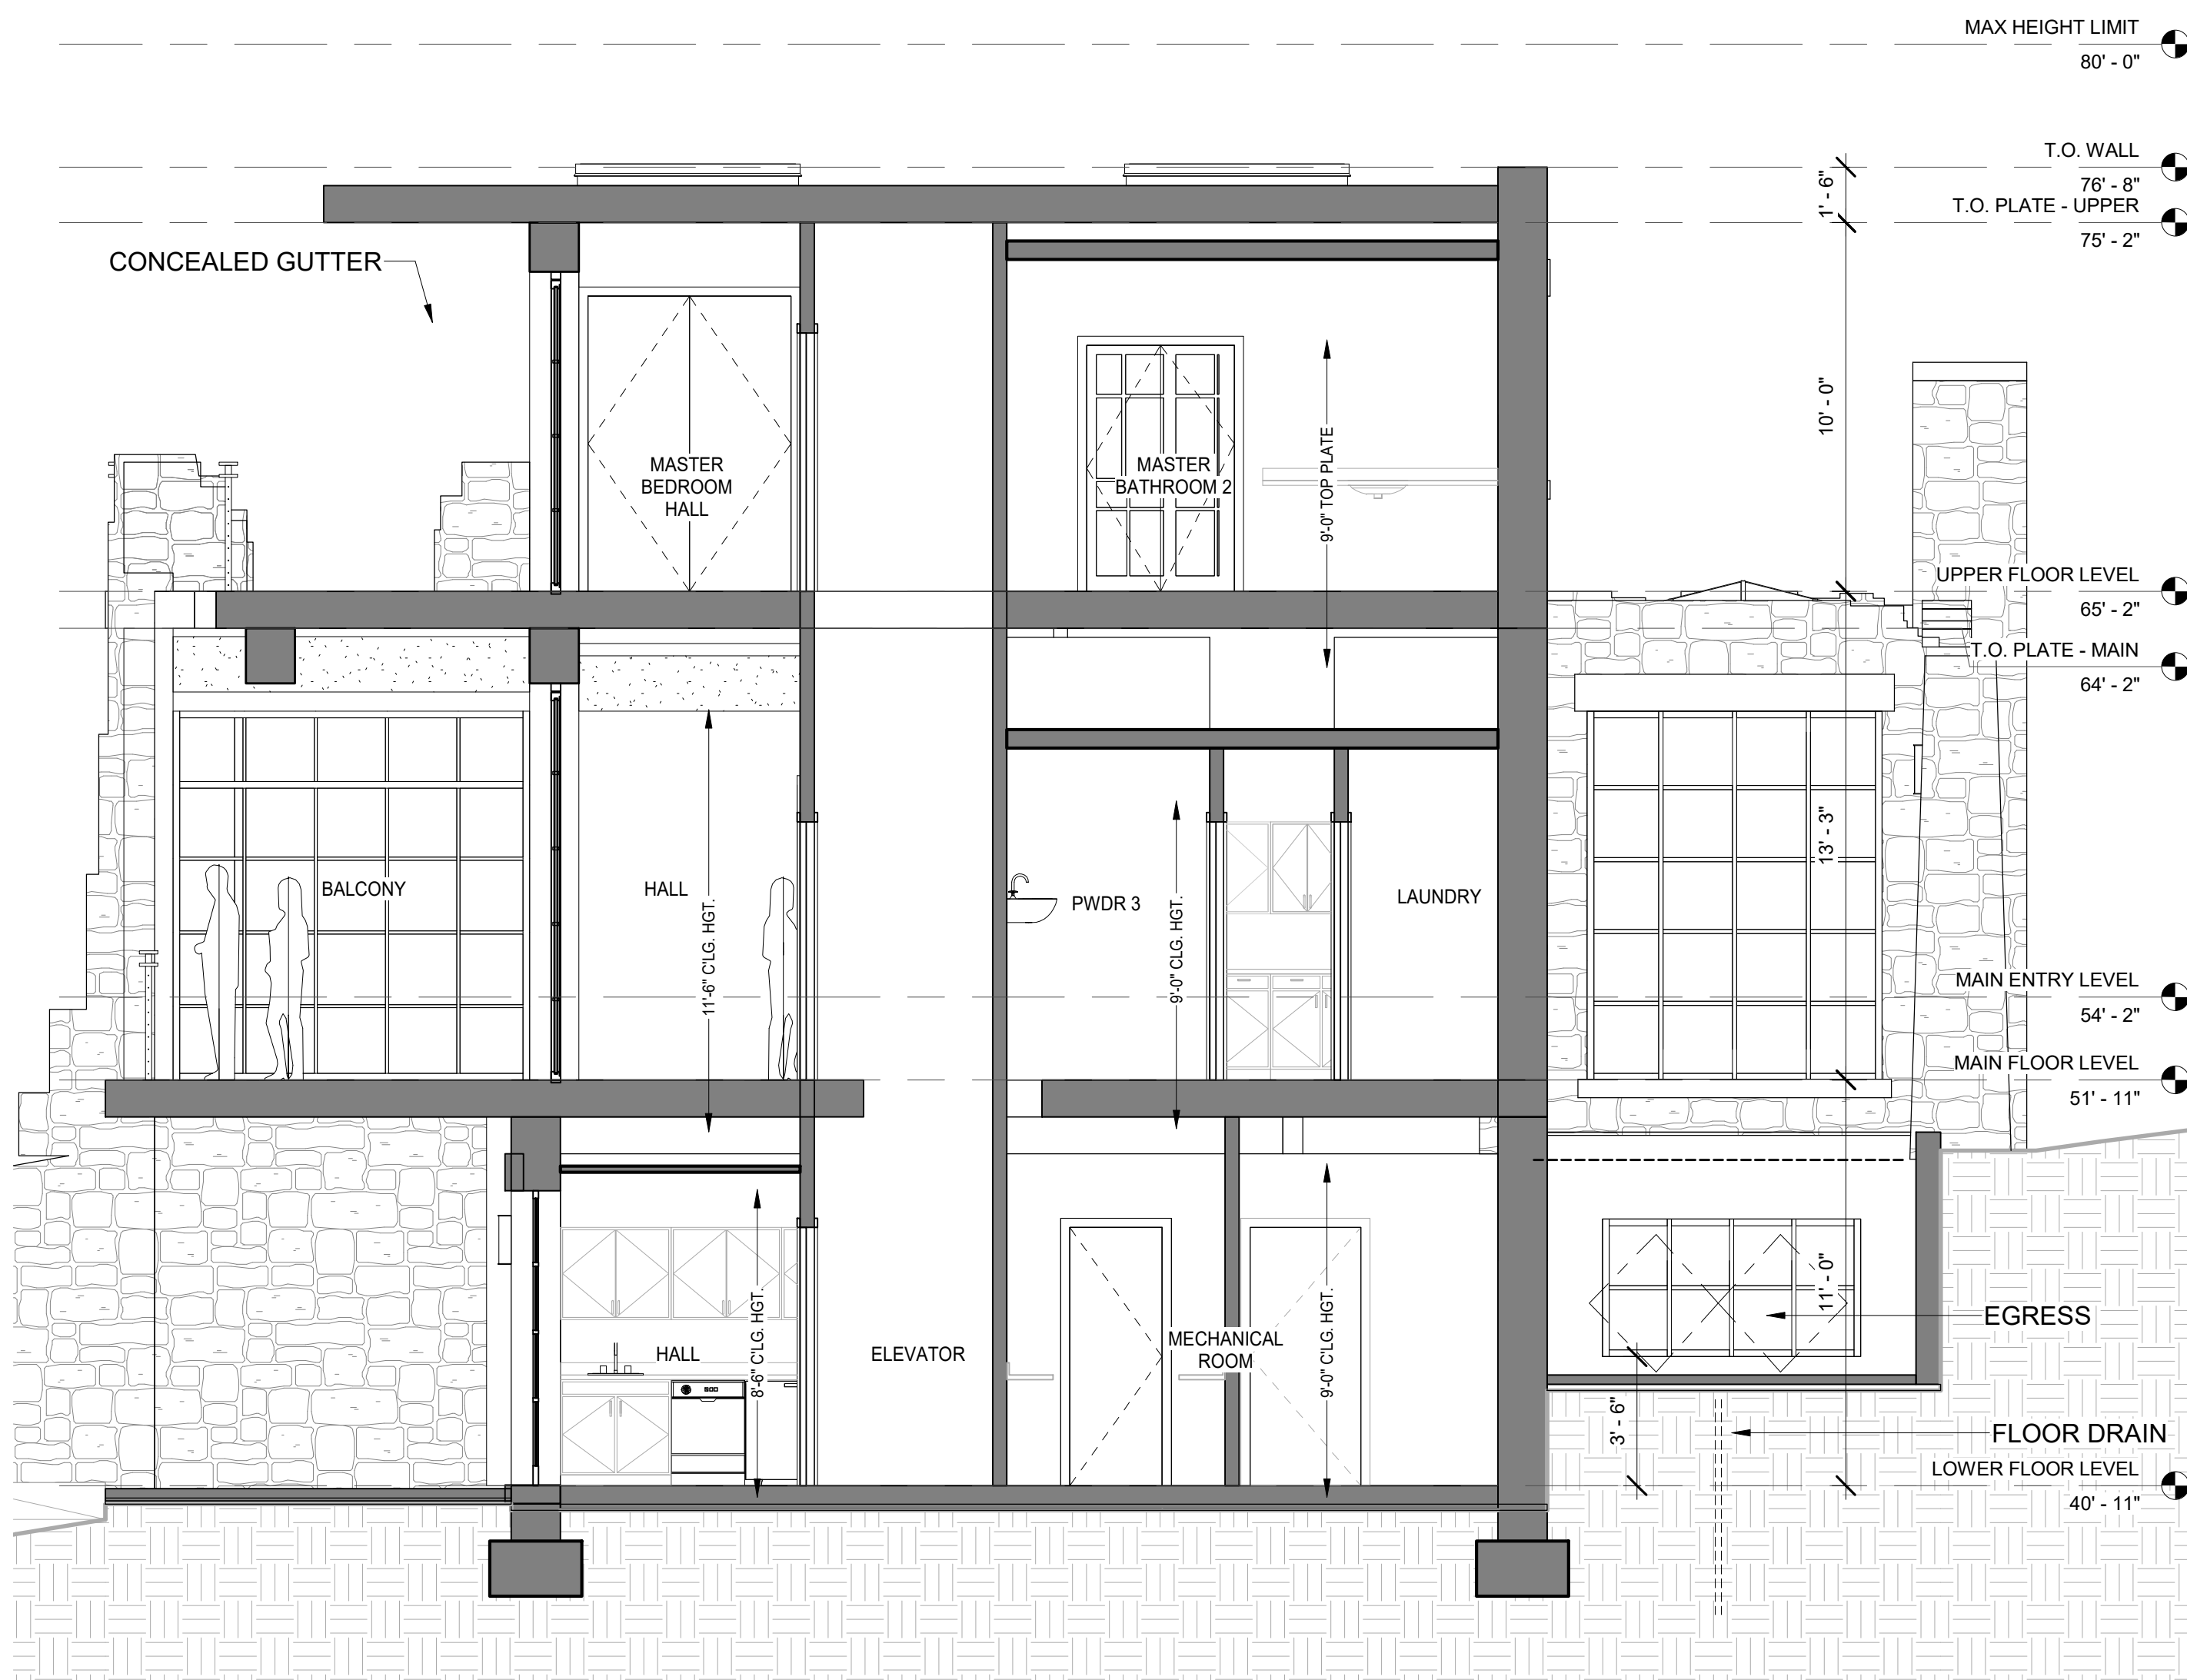 MAX HEIGHT LIMIT
80' - 0"
T.O. WALL
76' - 8"
1' - 6"
T.O. PLATE - UPPER
75' - 2"
CONCEALED GUTTER
10' - 0"
9'-0" TOP PLATE
MASTER
BEDROOM
HALL
MASTER
BATHROOM 2
UPPER FLOOR LEVEL
65' - 2"
T.O. PLATE - MAIN
64' - 2"
13' - 3"
BALCONY
HALL
11'-6" C'LG. HGT.
PWDR 3
9'-0" CLG. HGT.
LAUNDRY
MAIN ENTRY LEVEL
54' - 2"
MAIN FLOOR LEVEL
51' - 11"
11' - 0"
EGRESS
HALL
8'-6" C'LG. HGT.
ELEVATOR
MECHANICAL
ROOM
9'-0" C'LG. HGT.
3' - 6"
FLOOR DRAIN
LOWER FLOOR LEVEL
40' - 11"